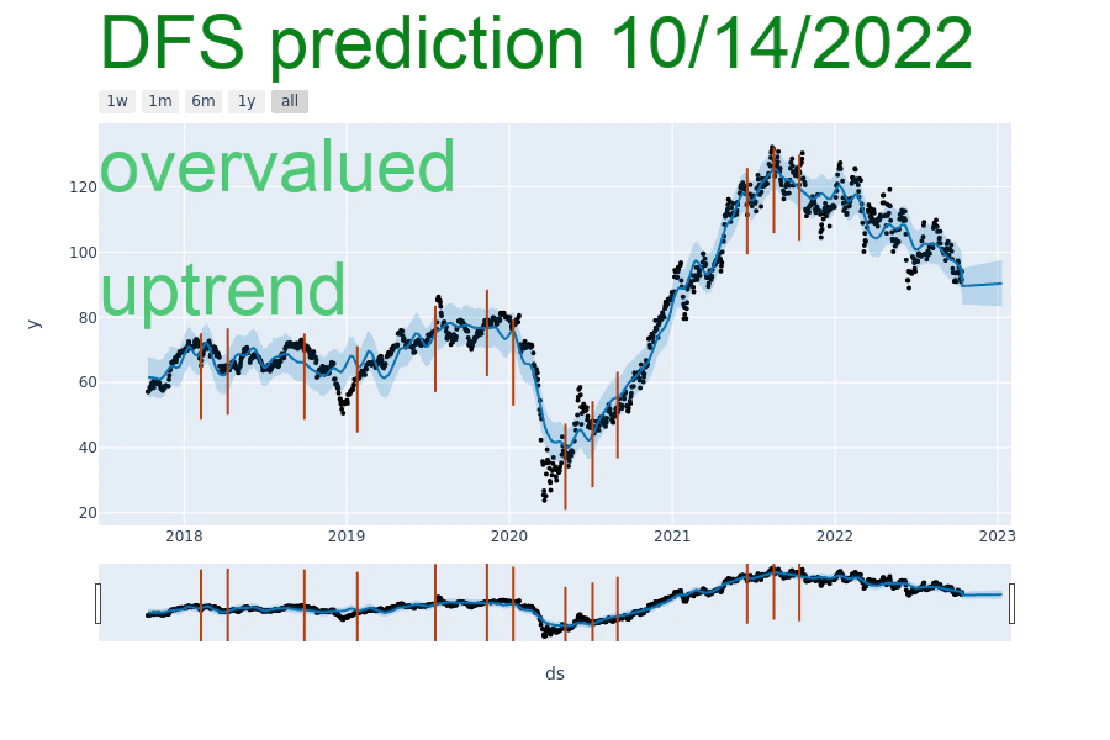 DFS prediction 10/14/2022
1w 1m 6m 1y all
overvalued
uptrend
120
100
80
60
40
20
y
2018 2019 2020 2021 2022 2023
ds